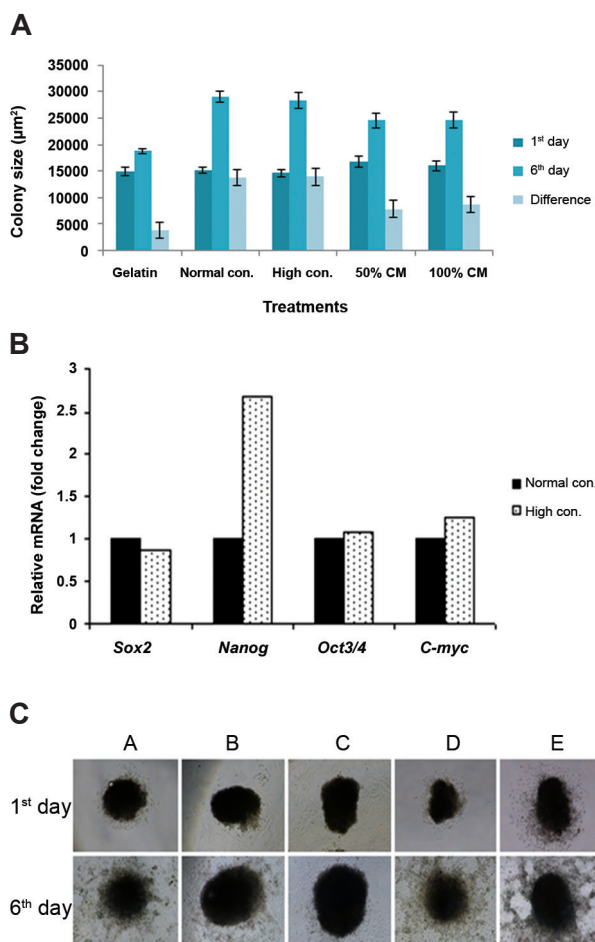 A
Colony size (µm²)
35000
30000
25000
20000
15000
10000
5000
0
Gelatin Normal con. High con. 50% CM 100% CM
Treatments
1st day
6th day
Difference
B
Relative mRNA (fold change)
3
2.5
2
1.5
1
0.5
0
Sox2 Nanog Oct3/4 C-myc
Normal con.
High con.
C
A B C D E
1st day
6th day